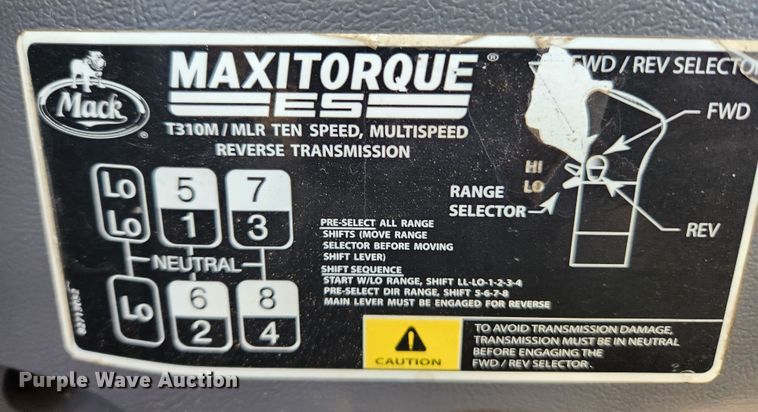 Mack
®
MAXITORQUE®
ES
T310M / MLR TEN SPEED, MULTISPEED
REVERSE TRANSMISSION
FWD / REV SELECTOR
FWD
HI
LO
RANGE
SELECTOR
REV
Lo 5 7
Lo 1 3
NEUTRAL
Lo 6 8
2 4
PRE-SELECT ALL RANGE
SHIFTS (MOVE RANGE
SELECTOR BEFORE MOVING
SHIFT LEVER)
SHIFT SEQUENCE
START W/LO RANGE, SHIFT LL-LO-1-2-3-4
PRE-SELECT DIR RANGE, SHIFT 5-6-7-8
MAIN LEVER MUST BE ENGAGED FOR REVERSE
CAUTION
TO AVOID TRANSMISSION DAMAGE,
TRANSMISSION MUST BE IN NEUTRAL
BEFORE ENGAGING THE
FWD / REV SELECTOR.
Purple Wave Auction